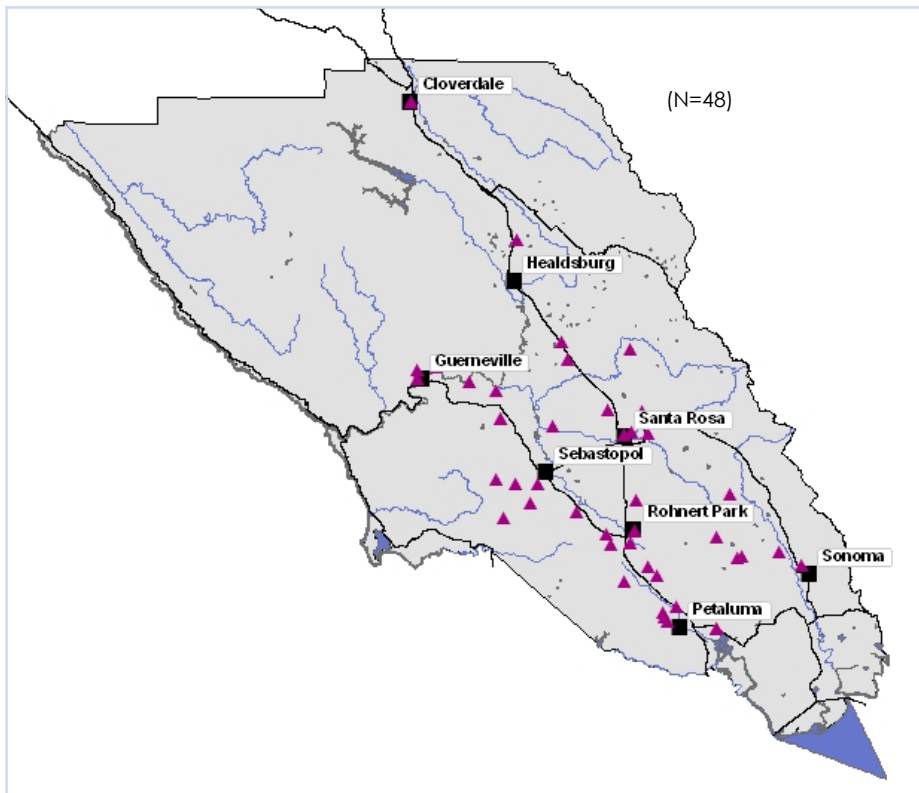 Cloverdale
(N=48)
Healdsburg
Guerneville
Santa Rosa
Sebastopol
Rohnert Park
Sonoma
Petaluma